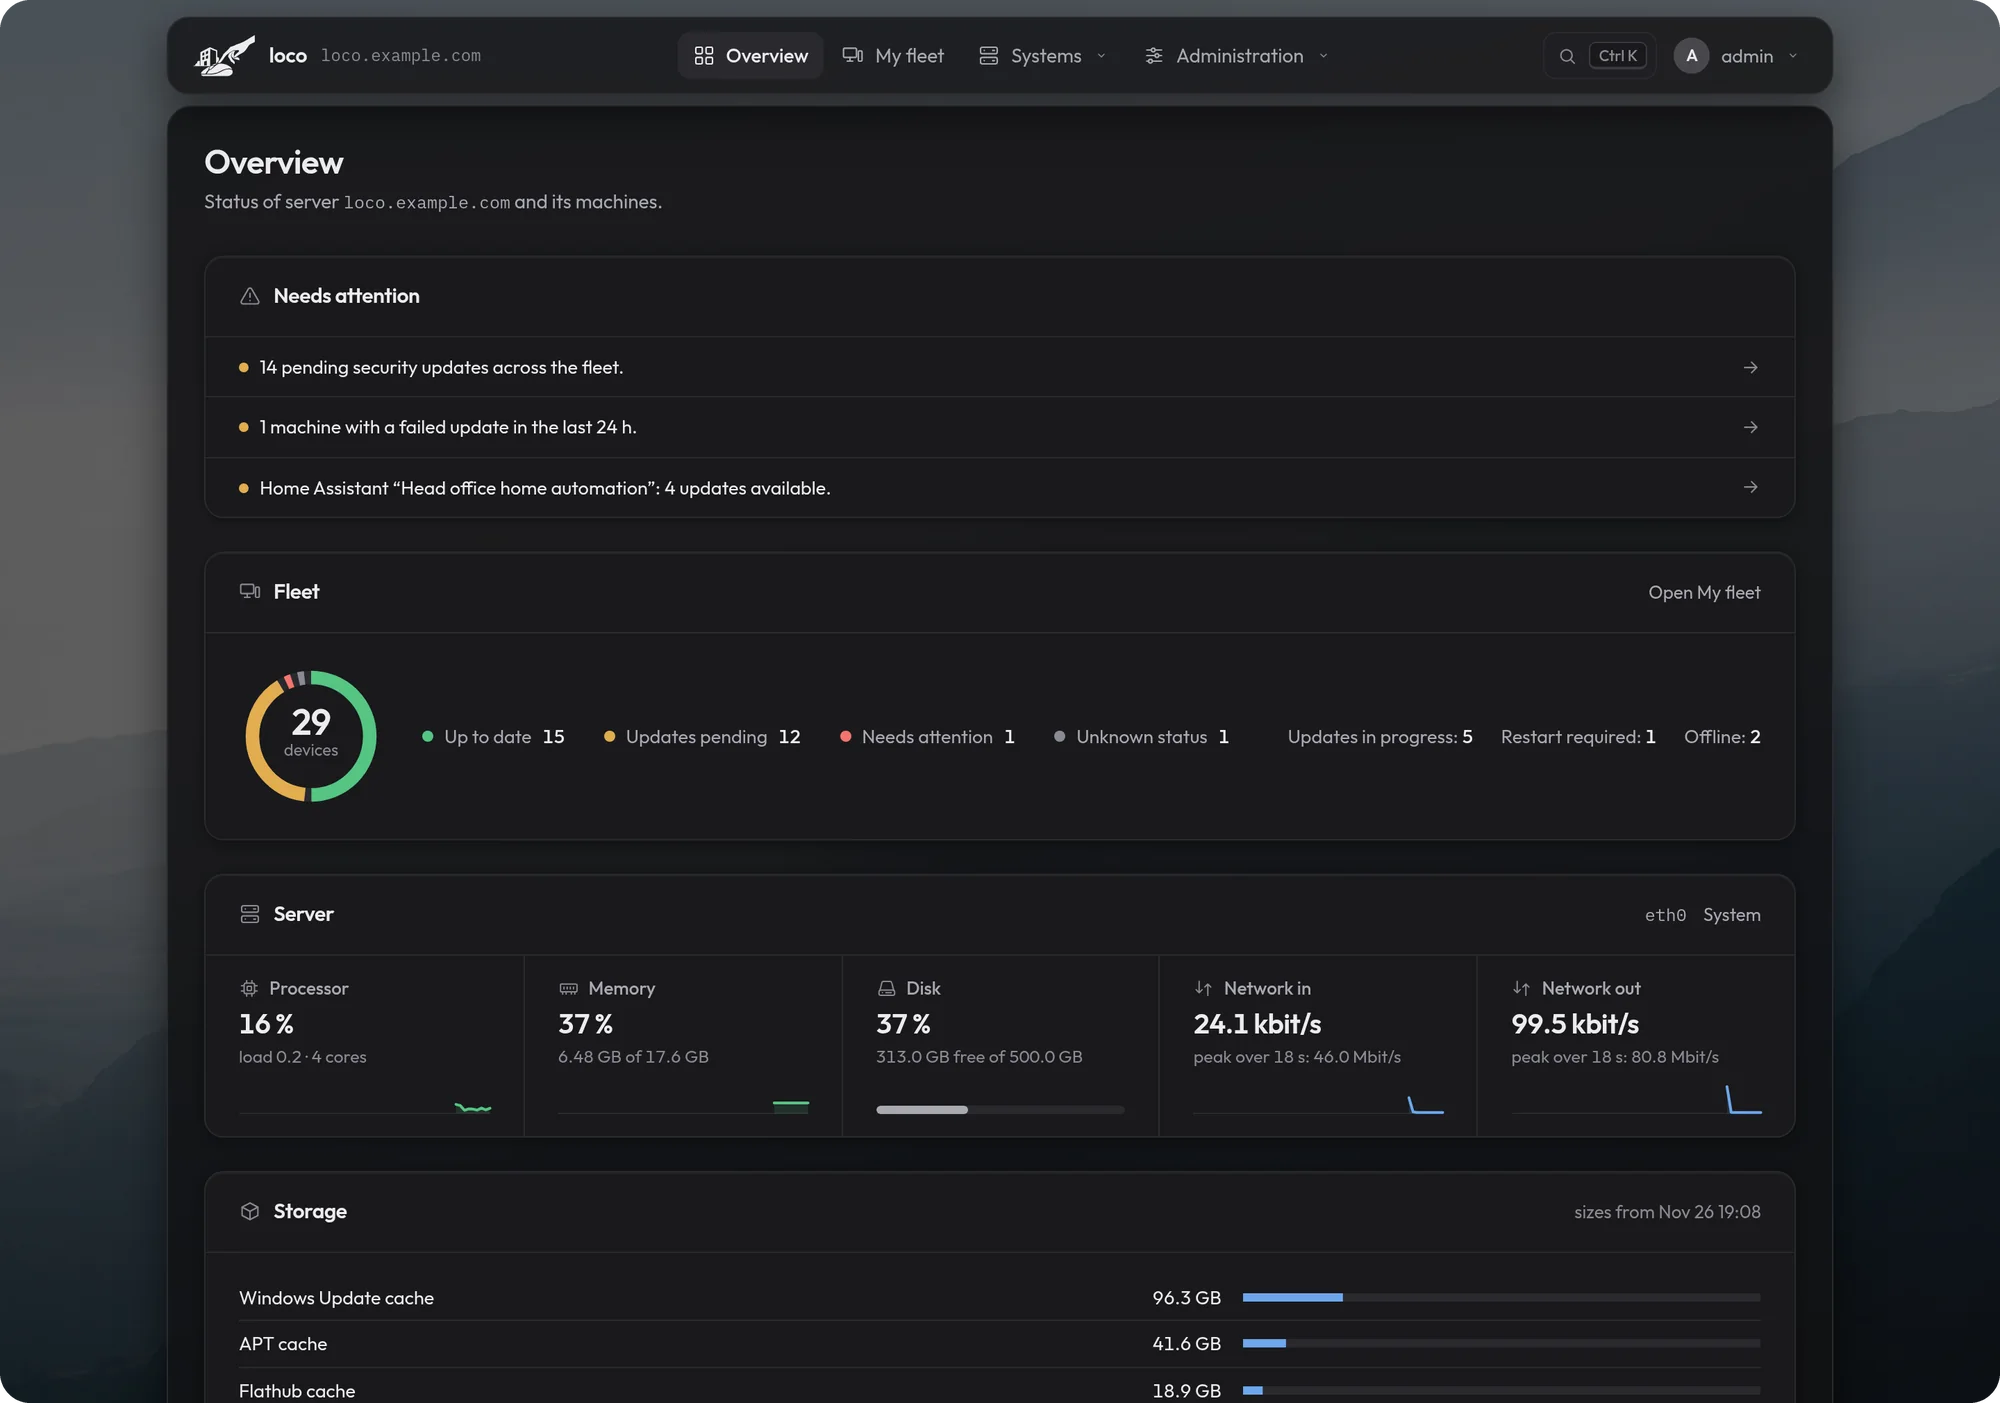 loco loco.example.com Overview My fleet Systems Administration Ctrl K A admin
Overview
Status of server loco.example.com and its machines.
Needs attention
14 pending security updates across the fleet.
1 machine with a failed update in the last 24 h.
Home Assistant “Head office home automation”: 4 updates available.
Fleet Open My fleet
29
devices
Up to date 15 Updates pending 12 Needs attention 1 Unknown status 1 Updates in progress: 5 Restart required: 1 Offline: 2
Server eth0 System
Processor Memory Disk Network in Network out
16 % 37 % 37 % 24.1 kbit/s 99.5 kbit/s
load 0.2 · 4 cores 6.48 GB of 17.6 GB 313.0 GB free of 500.0 GB peak over 18 s: 46.0 Mbit/s peak over 18 s: 80.8 Mbit/s
Storage sizes from Nov 26 19:08
Windows Update cache 96.3 GB
APT cache 41.6 GB
Flathub cache 18.9 GB